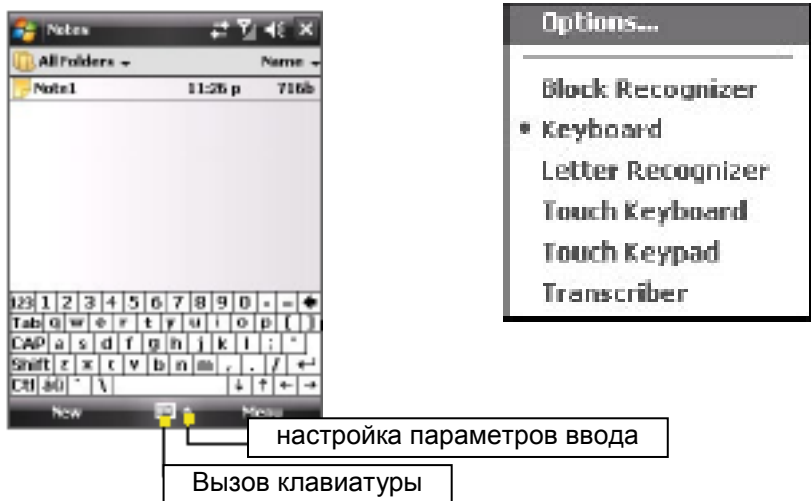 Notes
All Folders
Name
Note1 11:26 p 716b
123 1 2 3 4 5 6 7 8 9 0 - =
Tab q w e r t y u i o p [ ]
CAP a s d f g h j k l ; '
Shift z x c v b n m , . /
Ctl áü ` \
New Menu
настройка параметров ввода
Вызов клавиатуры
Options...
Block Recognizer
Keyboard
Letter Recognizer
Touch Keyboard
Touch Keypad
Transcriber